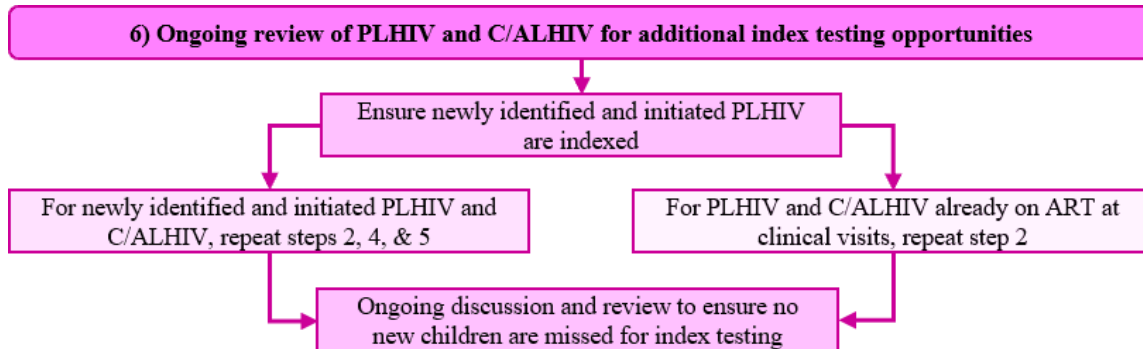 6) Ongoing review of PLHIV and C/ALHIV for additional index testing opportunities
Ensure newly identified and initiated PLHIV
are indexed
For newly identified and initiated PLHIV and
C/ALHIV, repeat steps 2, 4, & 5
For PLHIV and C/ALHIV already on ART at
clinical visits, repeat step 2
Ongoing discussion and review to ensure no
new children are missed for index testing